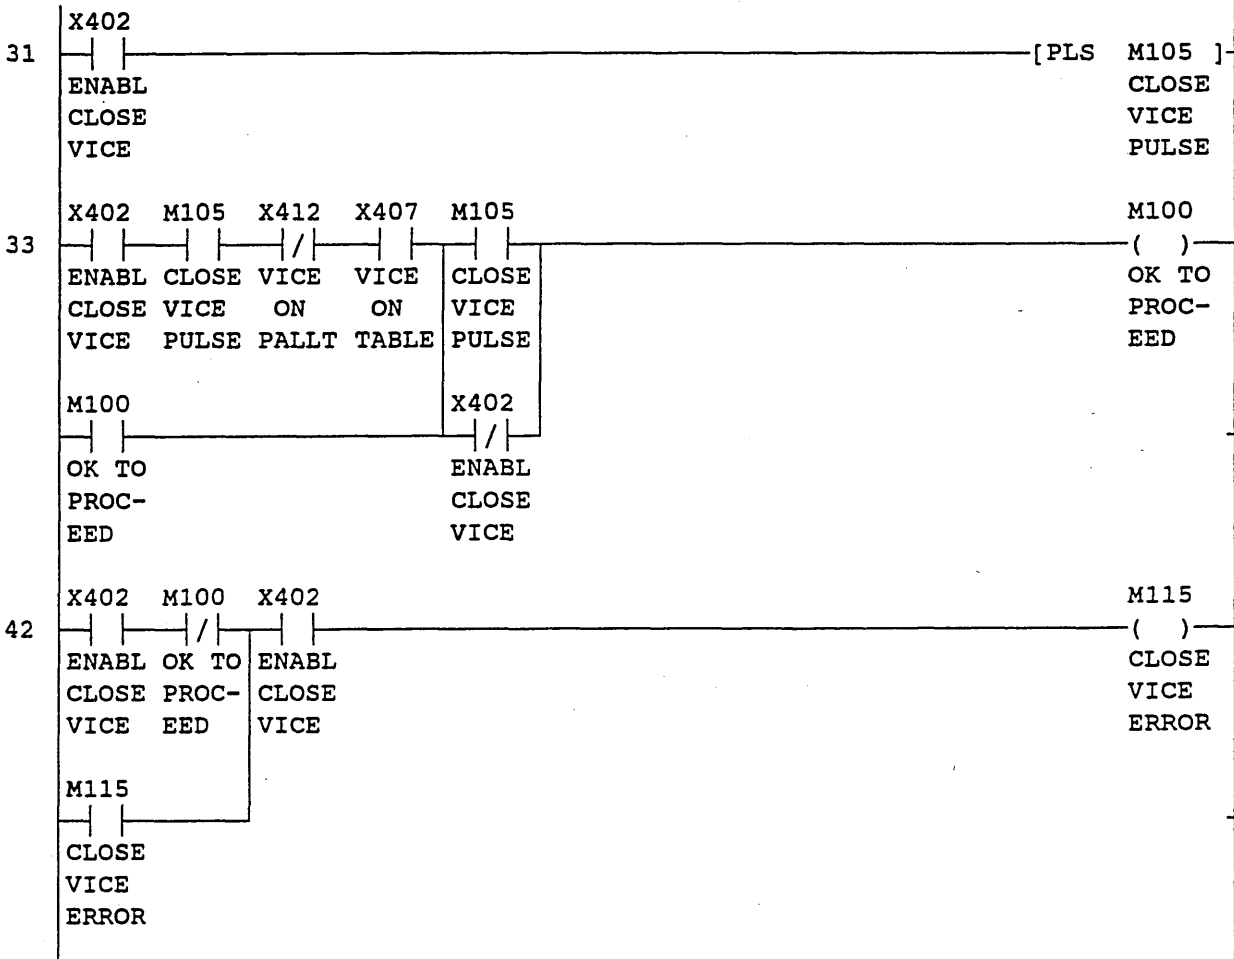 X402
31 [PLS M105 ]
ENABL CLOSE
CLOSE VICE
VICE PULSE
X402 M105 X412 X407 M105 M100
33 ( )
ENABL CLOSE VICE VICE CLOSE OK TO
CLOSE VICE ON ON VICE PROC-
VICE PULSE PALLT TABLE PULSE EED
M100 X402
OK TO ENABL
PROC- CLOSE
EED VICE
X402 M100 X402 M115
42 ( )
ENABL OK TO ENABL CLOSE
CLOSE PROC- CLOSE VICE
VICE EED VICE ERROR
M115
CLOSE
VICE
ERROR